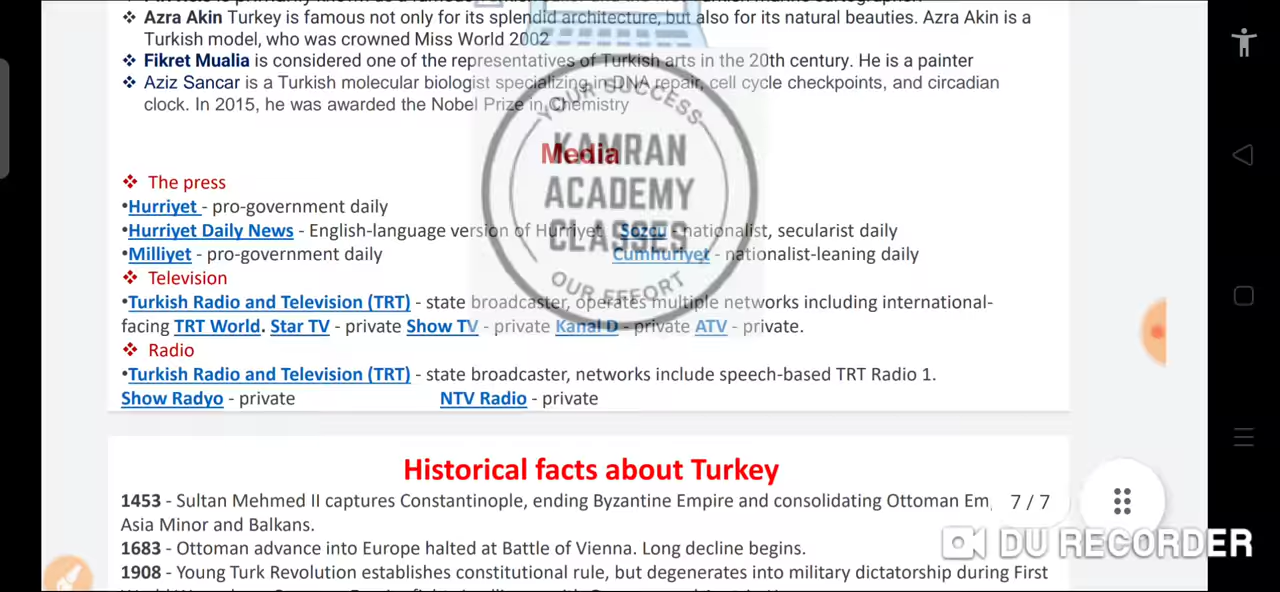 ❖ Azra Akin Turkey is famous not only for its splendid architecture, but also for its natural beauties. Azra Akin is a
Turkish model, who was crowned Miss World 2002
❖ Fikret Mualia is considered one of the representatives of Turkish arts in the 20th century. He is a painter
❖ Aziz Sancar is a Turkish molecular biologist specializing in DNA repair, cell cycle checkpoints, and circadian
clock. In 2015, he was awarded the Nobel Prize in Chemistry
YOUR SUCCESS
KAMRAN
ACADEMY
CLASSES
OUR EFFORT
Media
❖ The press
•Hurriyet - pro-government daily
•Hurriyet Daily News - English-language version of Hurriyet Sozcu - nationalist, secularist daily
•Milliyet - pro-government daily Cumhuriyet - nationalist-leaning daily
❖ Television
•Turkish Radio and Television (TRT) - state broadcaster, operates multiple networks including international-
facing TRT World. Star TV - private Show TV - private Kanal D - private ATV - private.
❖ Radio
•Turkish Radio and Television (TRT) - state broadcaster, networks include speech-based TRT Radio 1.
Show Radyo - private NTV Radio - private
Historical facts about Turkey
1453 - Sultan Mehmed II captures Constantinople, ending Byzantine Empire and consolidating Ottoman Em
7 / 7
Asia Minor and Balkans.
1683 - Ottoman advance into Europe halted at Battle of Vienna. Long decline begins.
DU RECORDER
1908 - Young Turk Revolution establishes constitutional rule, but degenerates into military dictatorship during First